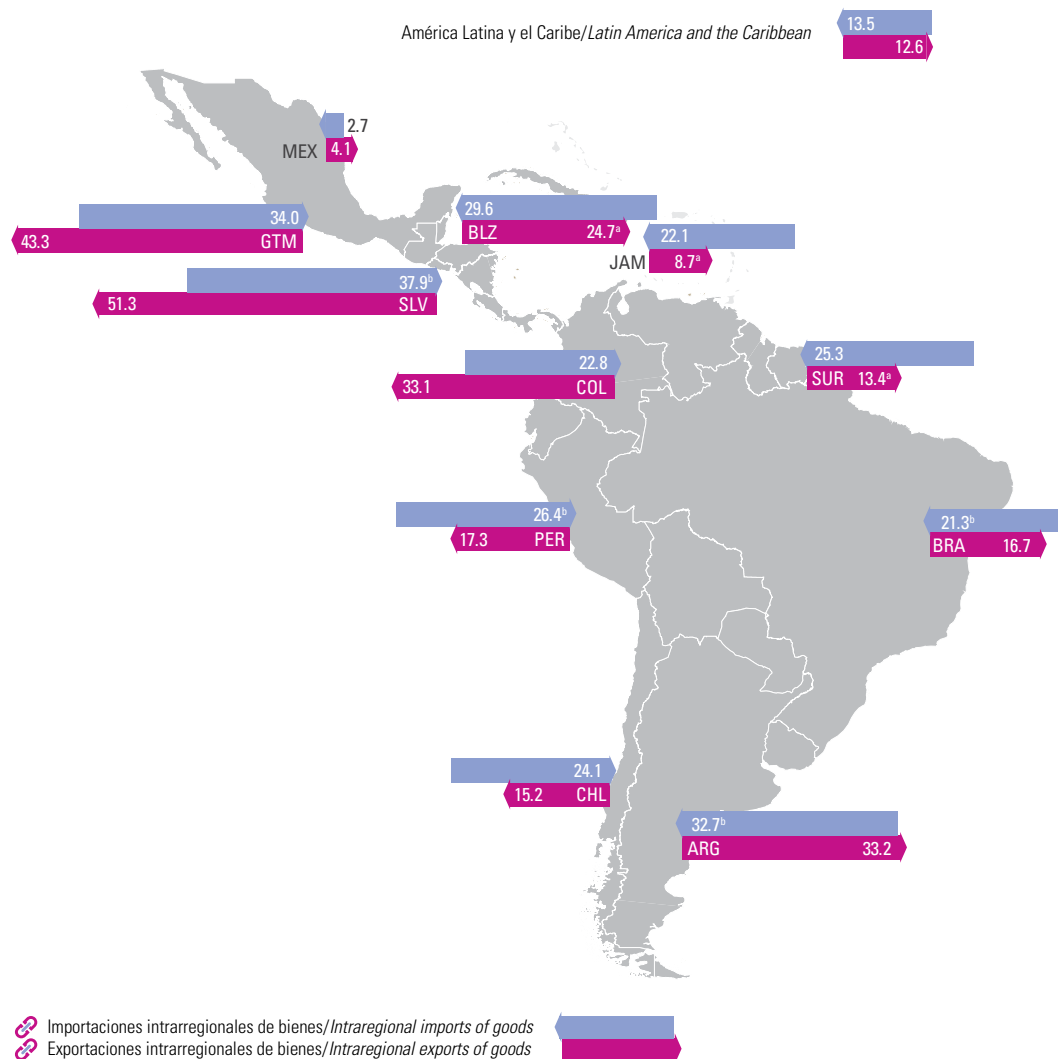 América Latina y el Caribe/Latin America and the Caribbean
13.5
12.6
2.7
MEX 4.1
34.0
43.3 GTM
29.6
BLZ 24.7ᵃ
22.1
JAM 8.7ᵃ
37.9ᵇ
51.3 SLV
22.8
33.1 COL
25.3
SUR 13.4ᵃ
26.4ᵇ
17.3 PER
21.3ᵇ
BRA 16.7
24.1
15.2 CHL
32.7ᵇ
ARG 33.2
Importaciones intrarregionales de bienes/Intraregional imports of goods
Exportaciones intrarregionales de bienes/Intraregional exports of goods